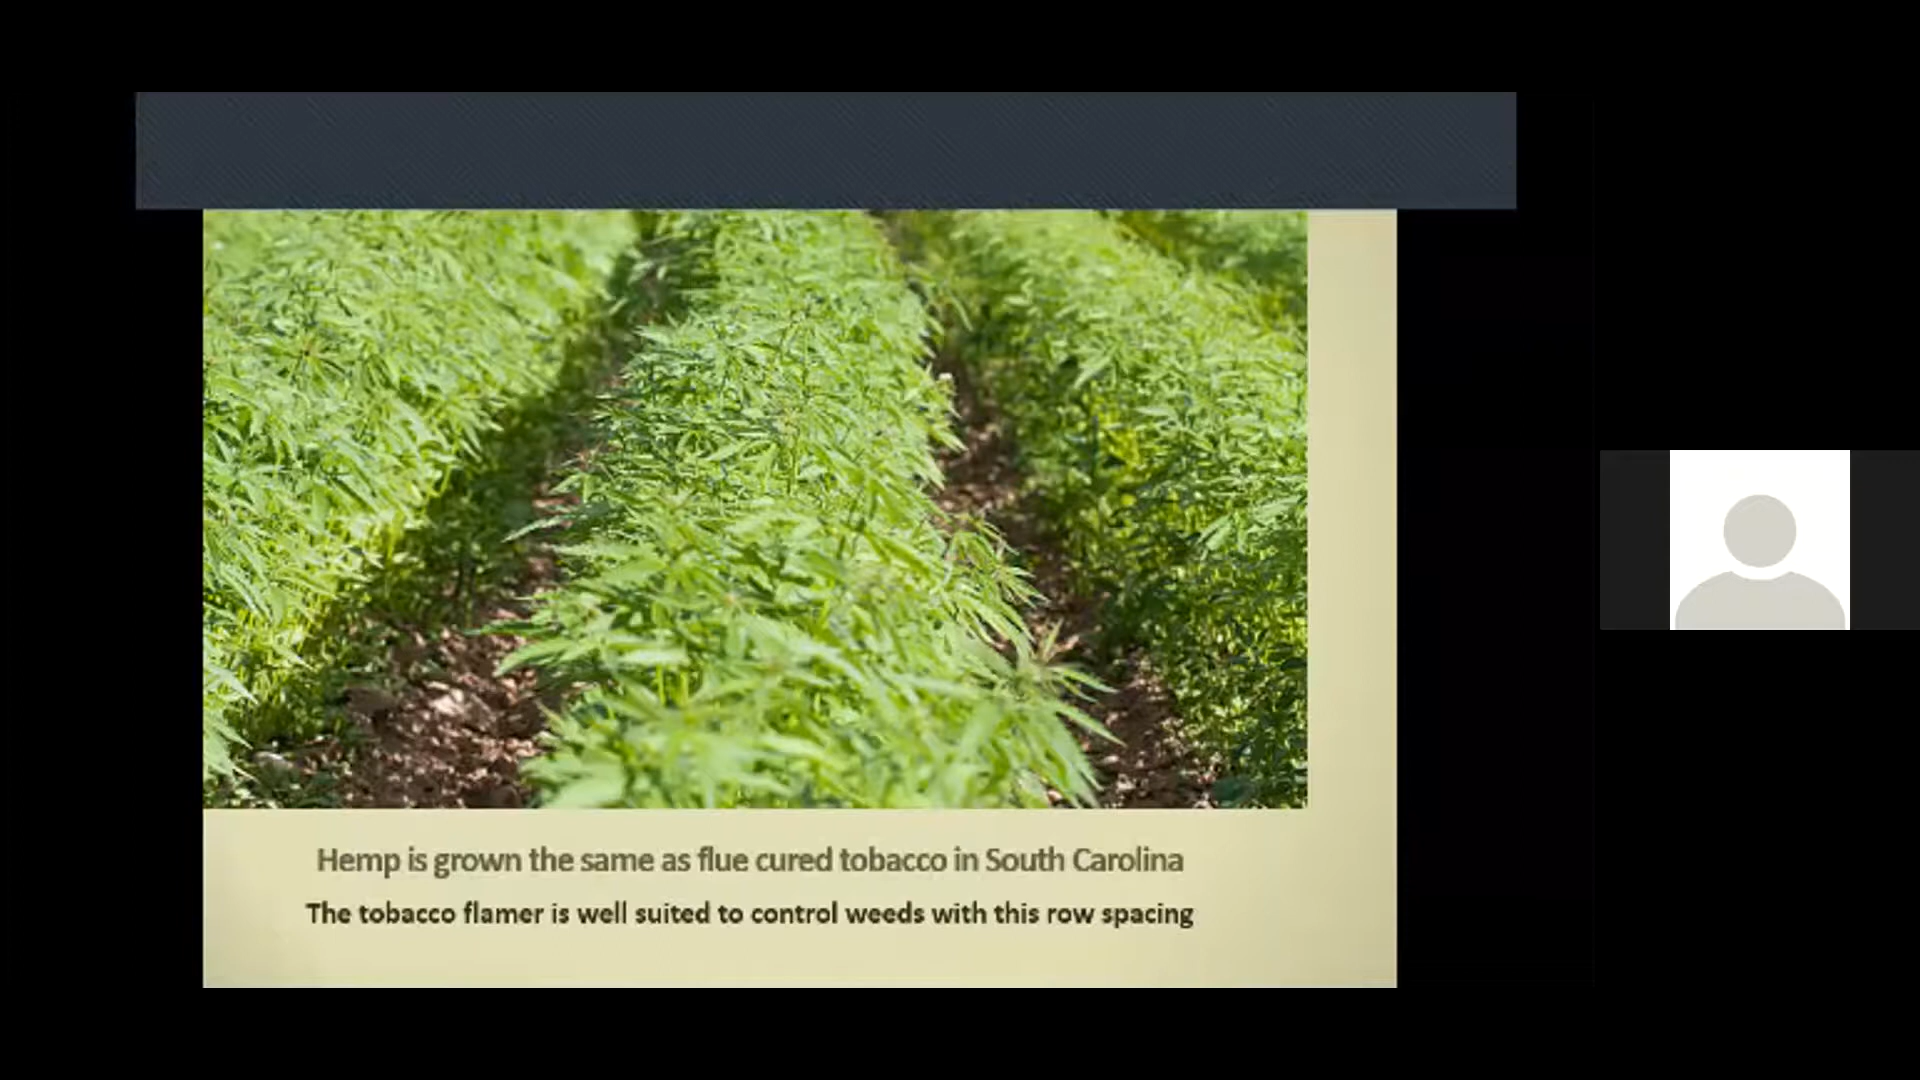 Hemp is grown the same as flue cured tobacco in South Carolina
The tobacco flamer is well suited to control weeds with this row spacing